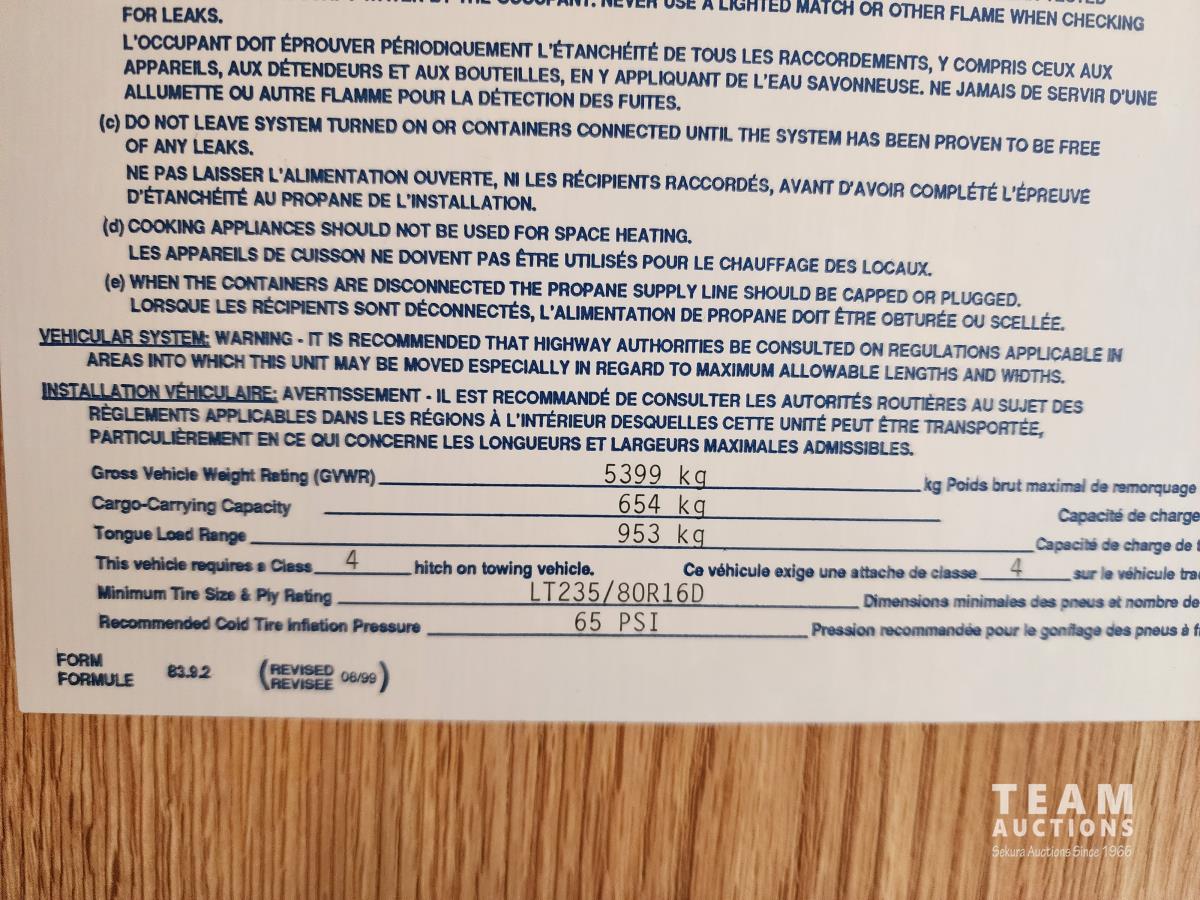 OCCUPANT. NEVER USE A LIGHTED MATCH OR OTHER FLAME WHEN CHECKING
FOR LEAKS.
L'OCCUPANT DOIT ÉPROUVER PÉRIODIQUEMENT L'ÉTANCHÉITÉ DE TOUS LES RACCORDEMENTS, Y COMPRIS CEUX AUX
APPAREILS, AUX DÉTENDEURS ET AUX BOUTEILLES, EN Y APPLIQUANT DE L'EAU SAVONNEUSE. NE JAMAIS DE SERVIR D'UNE
ALLUMETTE OU AUTRE FLAMME POUR LA DÉTECTION DES FUITES.
(c) DO NOT LEAVE SYSTEM TURNED ON OR CONTAINERS CONNECTED UNTIL THE SYSTEM HAS BEEN PROVEN TO BE FREE
OF ANY LEAKS.
NE PAS LAISSER L'ALIMENTATION OUVERTE, NI LES RÉCIPIENTS RACCORDÉS, AVANT D'AVOIR COMPLÉTÉ L'ÉPREUVE
D'ÉTANCHÉITÉ AU PROPANE DE L'INSTALLATION.
(d) COOKING APPLIANCES SHOULD NOT BE USED FOR SPACE HEATING.
LES APPAREILS DE CUISSON NE DOIVENT PAS ÊTRE UTILISÉS POUR LE CHAUFFAGE DES LOCAUX.
(e) WHEN THE CONTAINERS ARE DISCONNECTED THE PROPANE SUPPLY LINE SHOULD BE CAPPED OR PLUGGED.
LORSQUE LES RÉCIPIENTS SONT DÉCONNECTÉS, L'ALIMENTATION DE PROPANE DOIT ÊTRE OBTURÉE OU SCELLÉE.
VEHICULAR SYSTEM: WARNING - IT IS RECOMMENDED THAT HIGHWAY AUTHORITIES BE CONSULTED ON REGULATIONS APPLICABLE IN
AREAS INTO WHICH THIS UNIT MAY BE MOVED ESPECIALLY IN REGARD TO MAXIMUM ALLOWABLE LENGTHS AND WIDTHS.
INSTALLATION VÉHICULAIRE: AVERTISSEMENT - IL EST RECOMMANDÉ DE CONSULTER LES AUTORITÉS ROUTIÈRES AU SUJET DES
RÈGLEMENTS APPLICABLES DANS LES RÉGIONS À L'INTÉRIEUR DESQUELLES CETTE UNITÉ PEUT ÊTRE TRANSPORTÉE,
PARTICULIÈREMENT EN CE QUI CONCERNE LES LONGUEURS ET LARGEURS MAXIMALES ADMISSIBLES.
Gross Vehicle Weight Rating (GVWR) 5399 kg kg Poids brut maximal de remorquage
Cargo-Carrying Capacity 654 kg Capacité de charge
Tongue Load Range 953 kg Capacité de charge de
This vehicle requires a Class 4 hitch on towing vehicle. Ce véhicule exige une attache de classe 4 sur le véhicule
Minimum Tire Size & Ply Rating LT235/80R16D Dimensions minimales des pneus et nombre de
Recommended Cold Tire Inflation Pressure 65 PSI Pression recommandée pour le gonflage des pneus à
FORM 83.9.2 (REVISED 06/99)
FORMULE REVISEE
TEAM
AUCTIONS
Sekura Auctions Since 1966